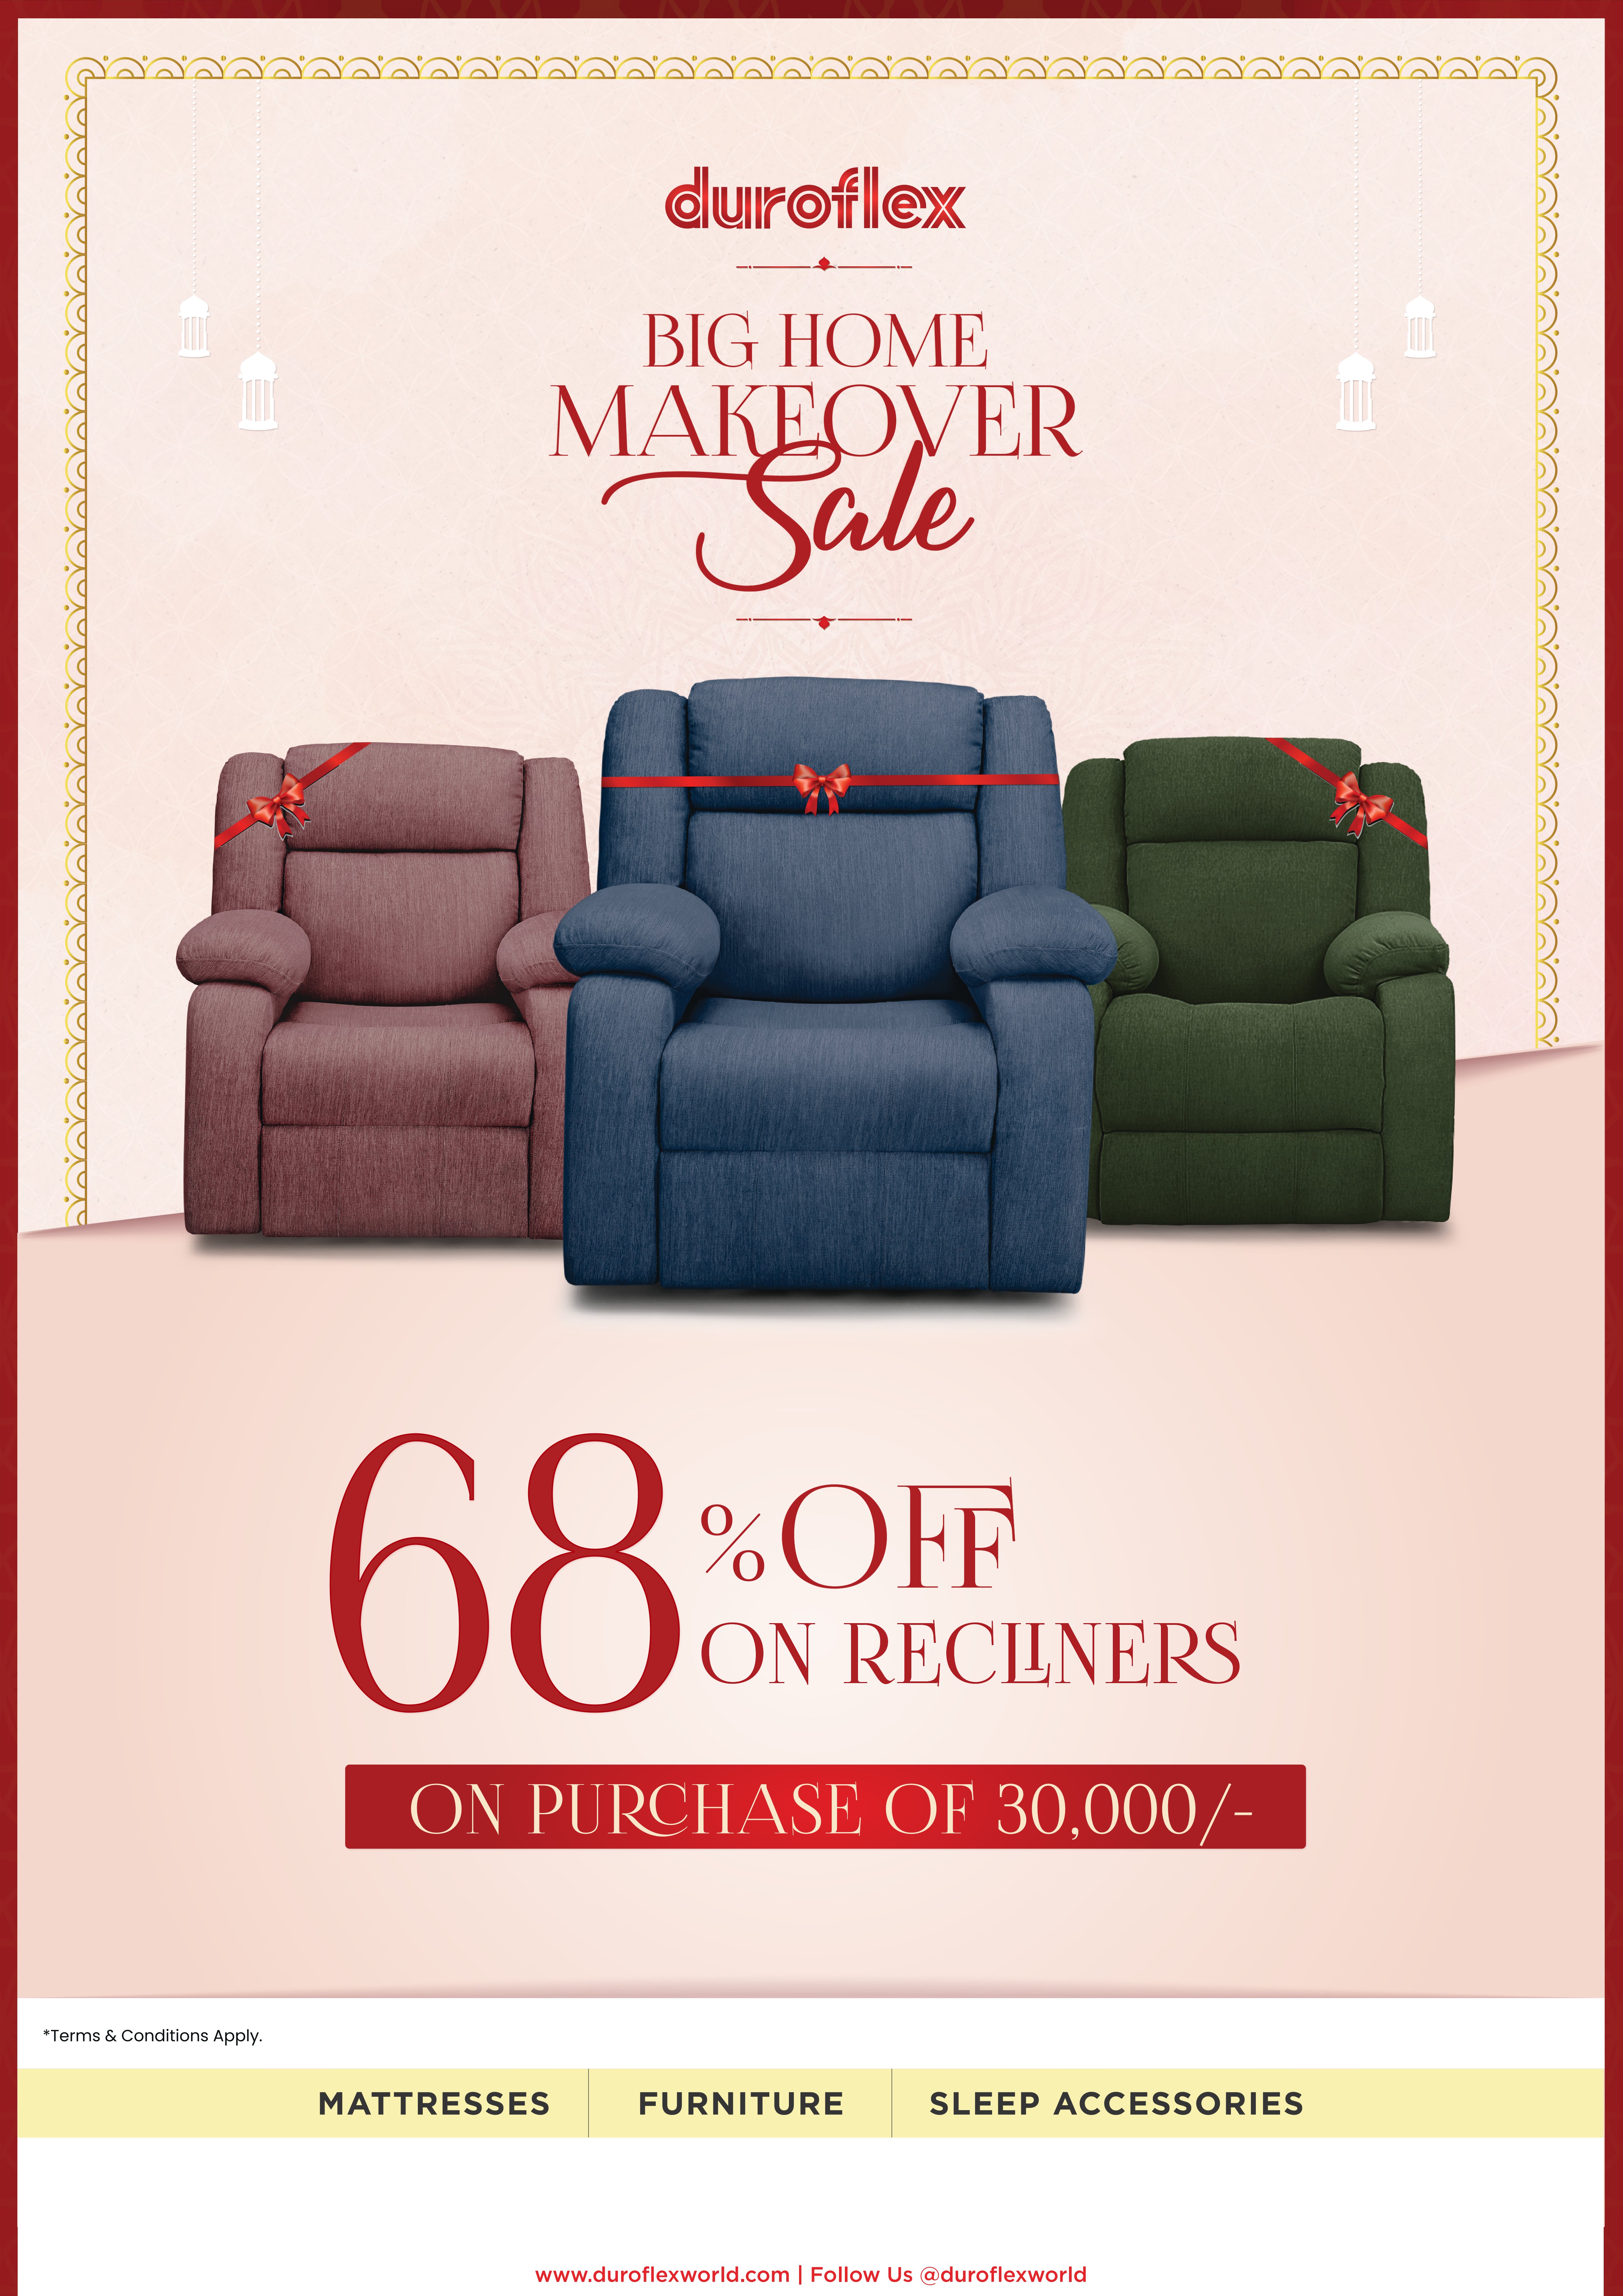 duroflex
BIG HOME
MAKEOVER
Sale
68%OFF
ON RECLINERS
ON PURCHASE OF 30,000/-
*Terms & Conditions Apply.
MATTRESSES FURNITURE SLEEP ACCESSORIES
www.duroflexworld.com | Follow Us @duroflexworld